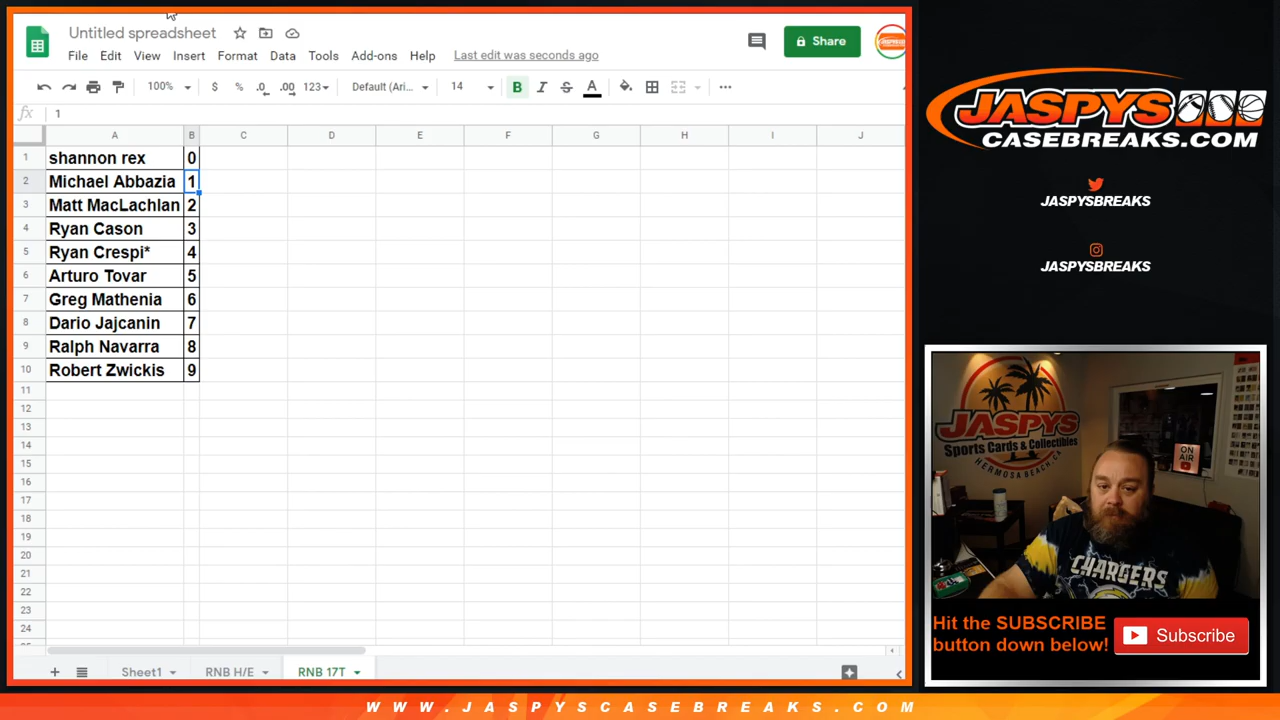 Untitled spreadsheet
File Edit View Insert Format Data Tools Add-ons Help Last edit was seconds ago
Share
100% $ % .0 .00 123 Default (Ari... 14 B I S A
fx 1
A B C D E F G H I J
1 shannon rex 0
2 Michael Abbazia 1
3 Matt MacLachlan 2
4 Ryan Cason 3
5 Ryan Crespi* 4
6 Arturo Tovar 5
7 Greg Mathenia 6
8 Dario Jajcanin 7
9 Ralph Navarra 8
10 Robert Zwickis 9
11
12
13
14
15
16
17
18
19
20
21
22
23
24
Sheet1 RNB H/E RNB 17T
JASPYS
CASEBREAKS.COM
JASPYSBREAKS
JASPYSBREAKS
JASPYS
Sports Cards & Collectibles
HERMOSA BEACH, CA
ON
AIR
CHARGERS
Hit the SUBSCRIBE
button down below!
Subscribe
WWW.JASPYSCASEBREAKS.COM